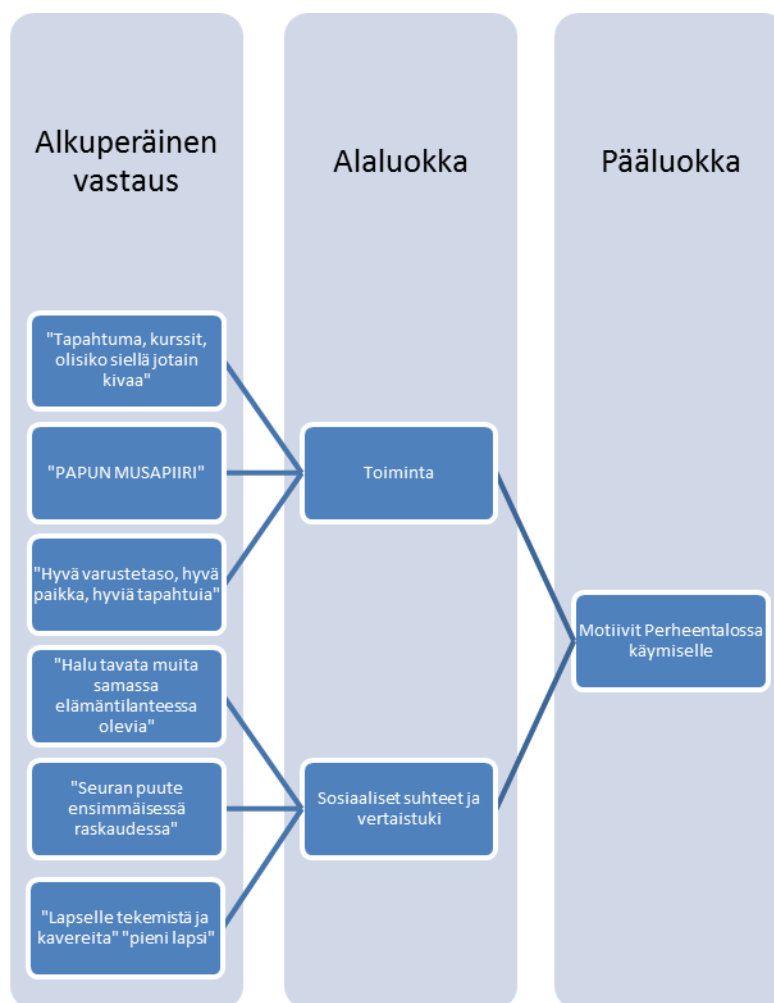 Alkuperäinen
vastaus
Alaluokka
Pääluokka
"Tapahtuma, kurssit,
olisiko siellä jotain
kivaa"
"PAPUN MUSAPIIRI"
"Hyvä varustetaso, hyvä
paikka, hyviä tapahtuia"
"Halu tavata muita
samassa
elämäntilanteessa
olevia"
"Seuran puute
ensimmäisessä
raskaudessa"
"Lapselle tekemistä ja
kavereita" "pieni lapsi"
Toiminta
Sosiaaliset suhteet ja
vertaistuki
Motiivit Perheentalossa
käymiselle